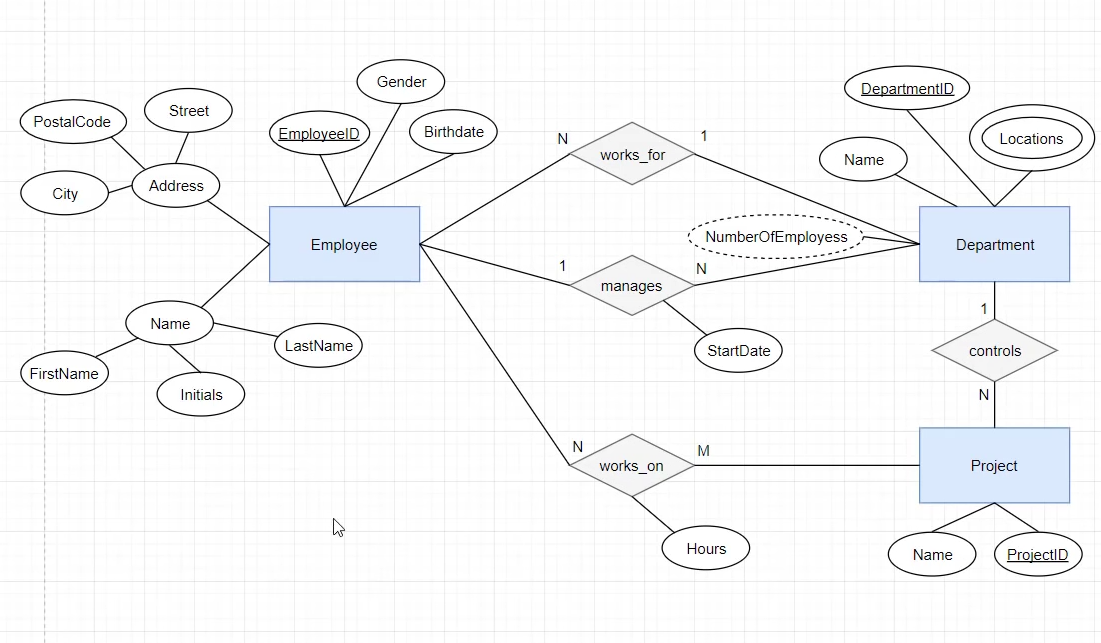 Gender
DepartmentID
PostalCode
Street
EmployeeID
Birthdate
N
1
Locations
works_for
Name
City
Address
NumberOfEmployess
Employee
Department
1
N
manages
1
Name
StartDate
controls
LastName
FirstName
Initials
N
N
M
works_on
Project
Hours
Name
ProjectID